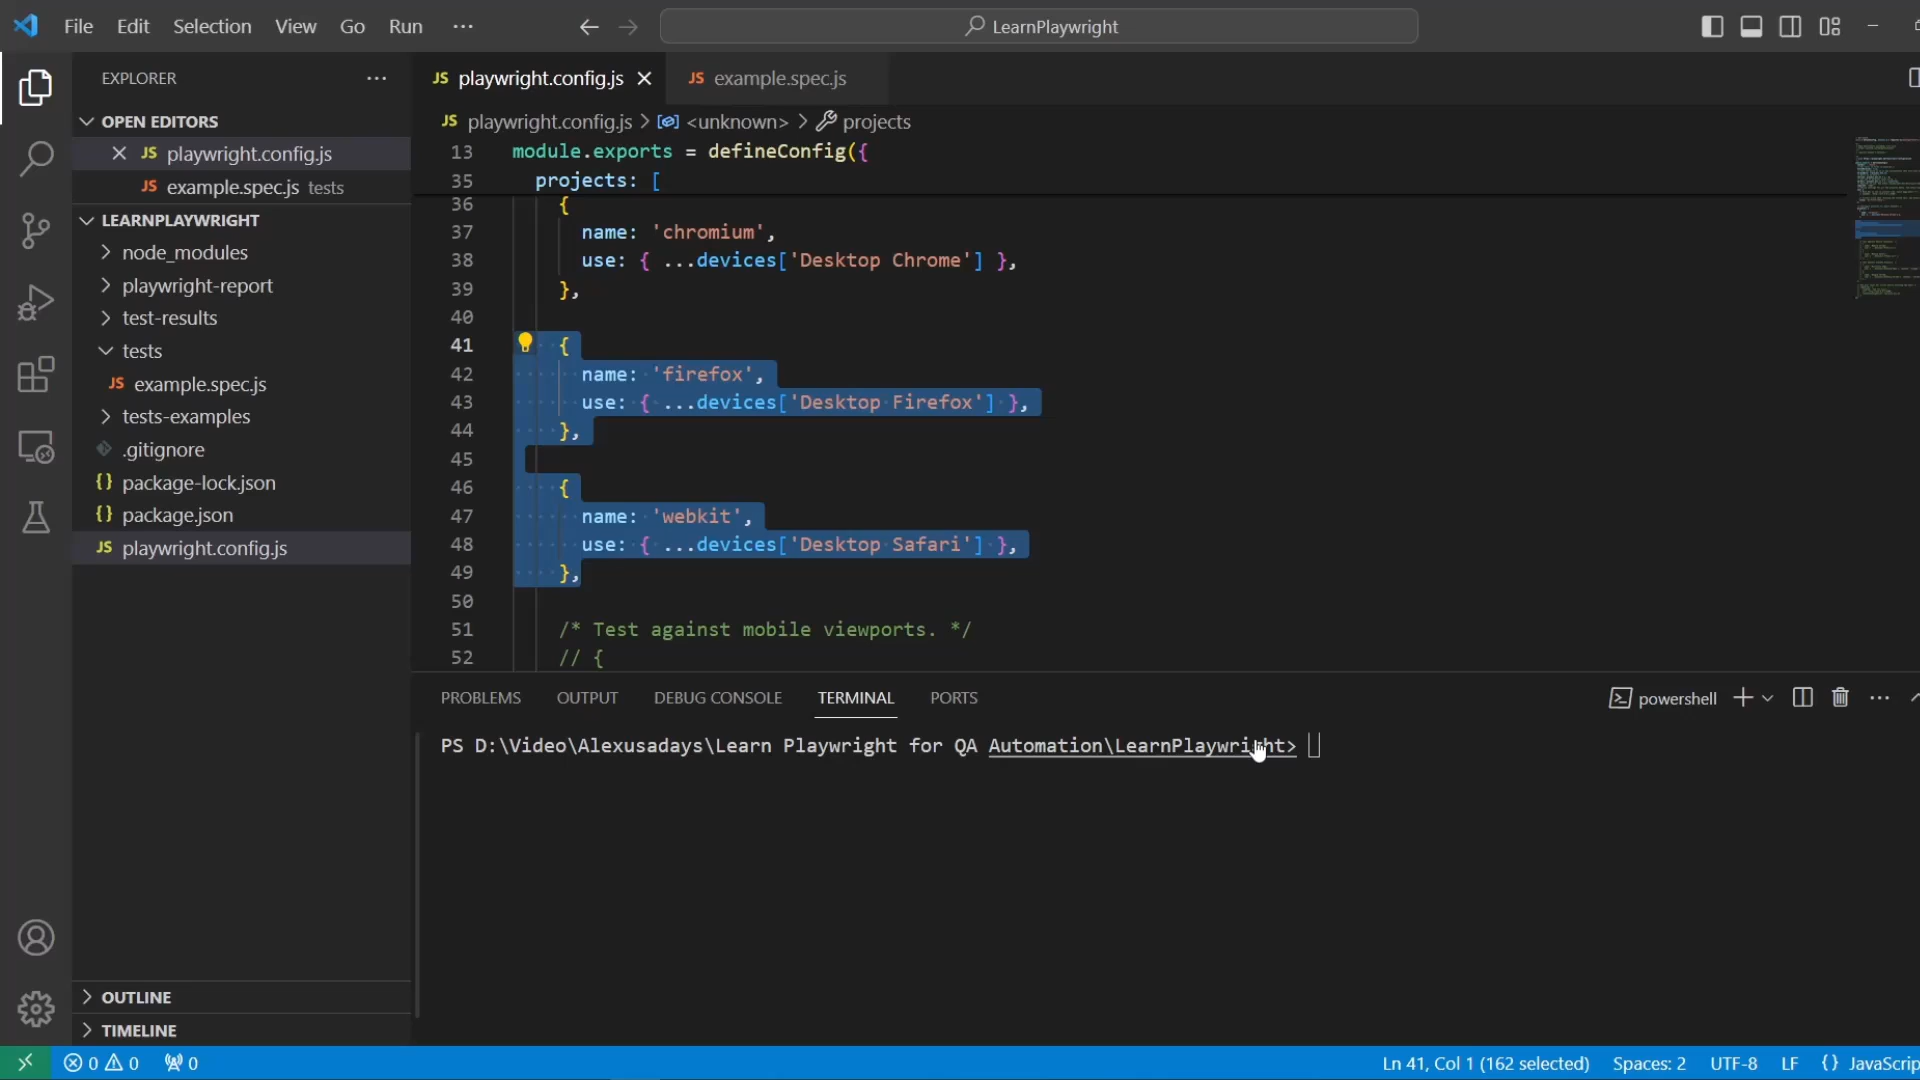 File Edit Selection View Go Run ···
LearnPlaywright
EXPLORER
OPEN EDITORS
JS playwright.config.js
JS example.spec.js tests
LEARNPLAYWRIGHT
node_modules
playwright-report
test-results
tests
JS example.spec.js
tests-examples
.gitignore
{} package-lock.json
{} package.json
JS playwright.config.js
OUTLINE
TIMELINE
JS playwright.config.js JS example.spec.js
JS playwright.config.js > <unknown> > projects
13 module.exports = defineConfig({
35 projects: [
36 {
37 name: 'chromium',
38 use: { ...devices['Desktop Chrome'] },
39 },
40
41 {
42 name: 'firefox',
43 use: { ...devices['Desktop Firefox'] },
44 },
45
46 {
47 name: 'webkit',
48 use: { ...devices['Desktop Safari'] },
49 },
50
51 /* Test against mobile viewports. */
52 // {
PROBLEMS OUTPUT DEBUG CONSOLE TERMINAL PORTS
powershell
PS D:\Video\Alexusadays\Learn Playwright for QA Automation\LearnPlaywright>
0 0 0
Ln 41, Col 1 (162 selected) Spaces: 2 UTF-8 LF {} JavaScrip